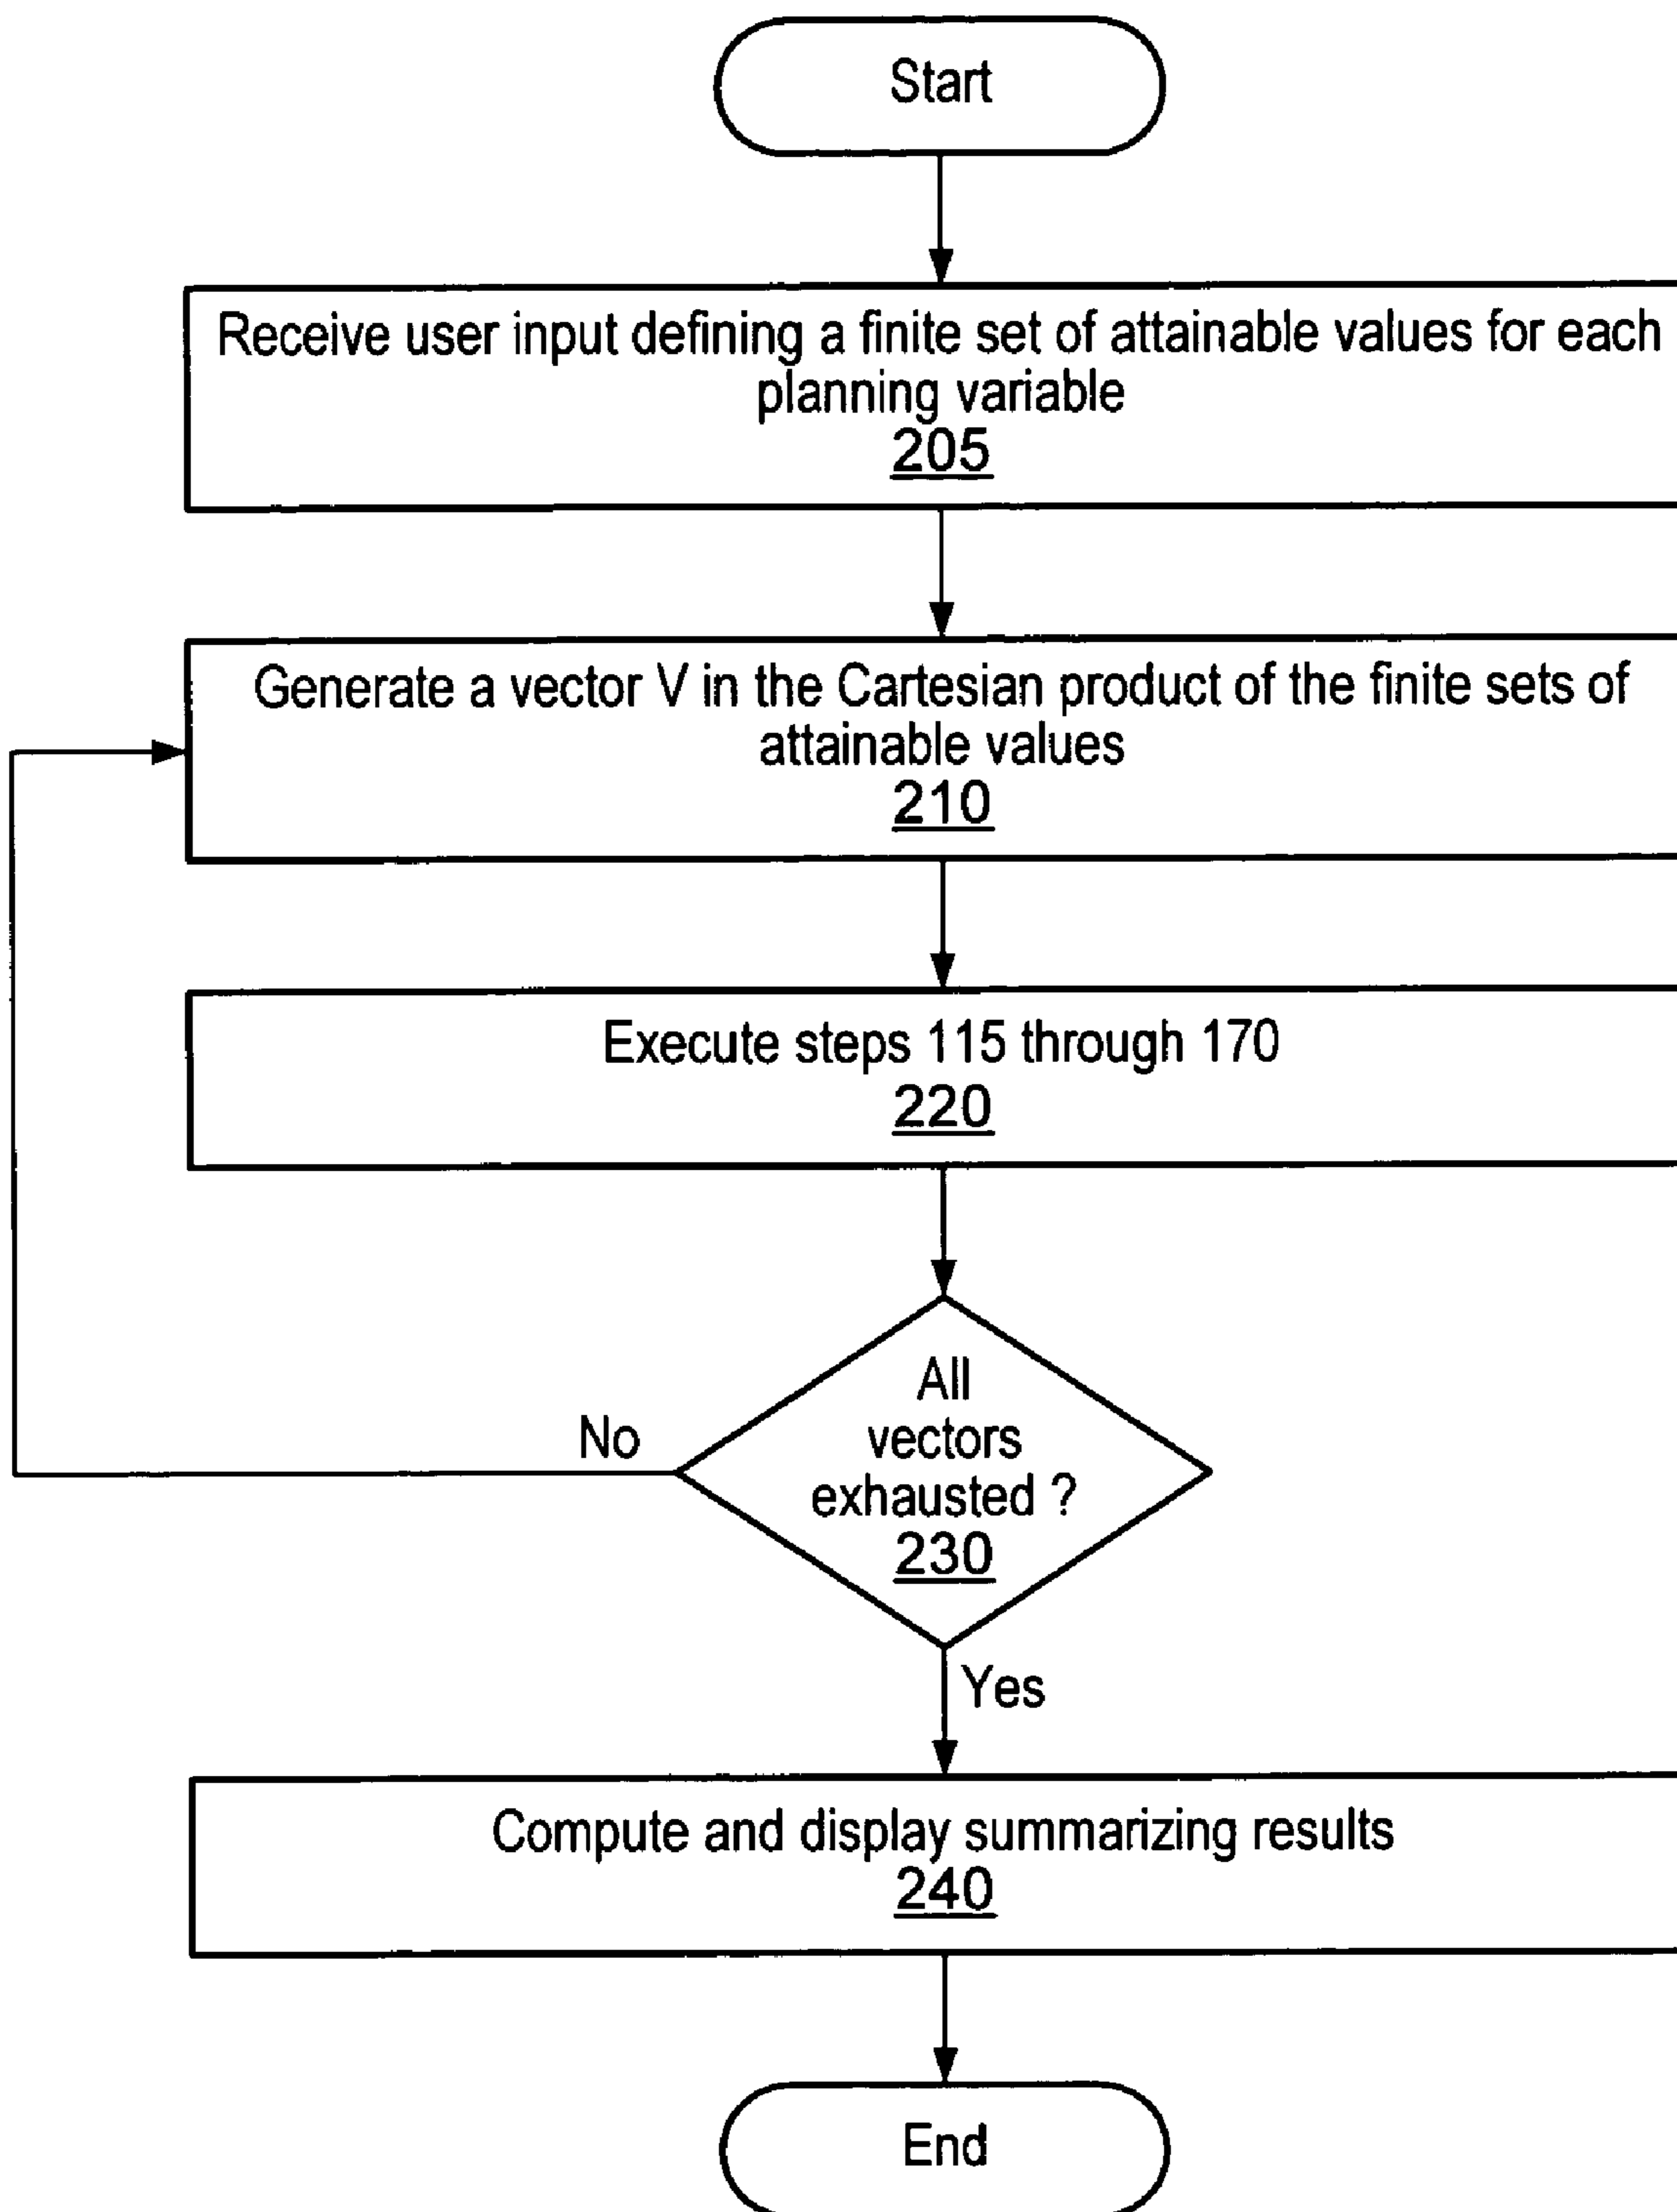 Start
Receive user input defining a finite set of attainable values for each
planning variable
205
Generate a vector V in the Cartesian product of the finite sets of
attainable values
210
Execute steps 115 through 170
220
All
vectors
exhausted ?
230
No
Yes
Compute and display summarizing results
240
End